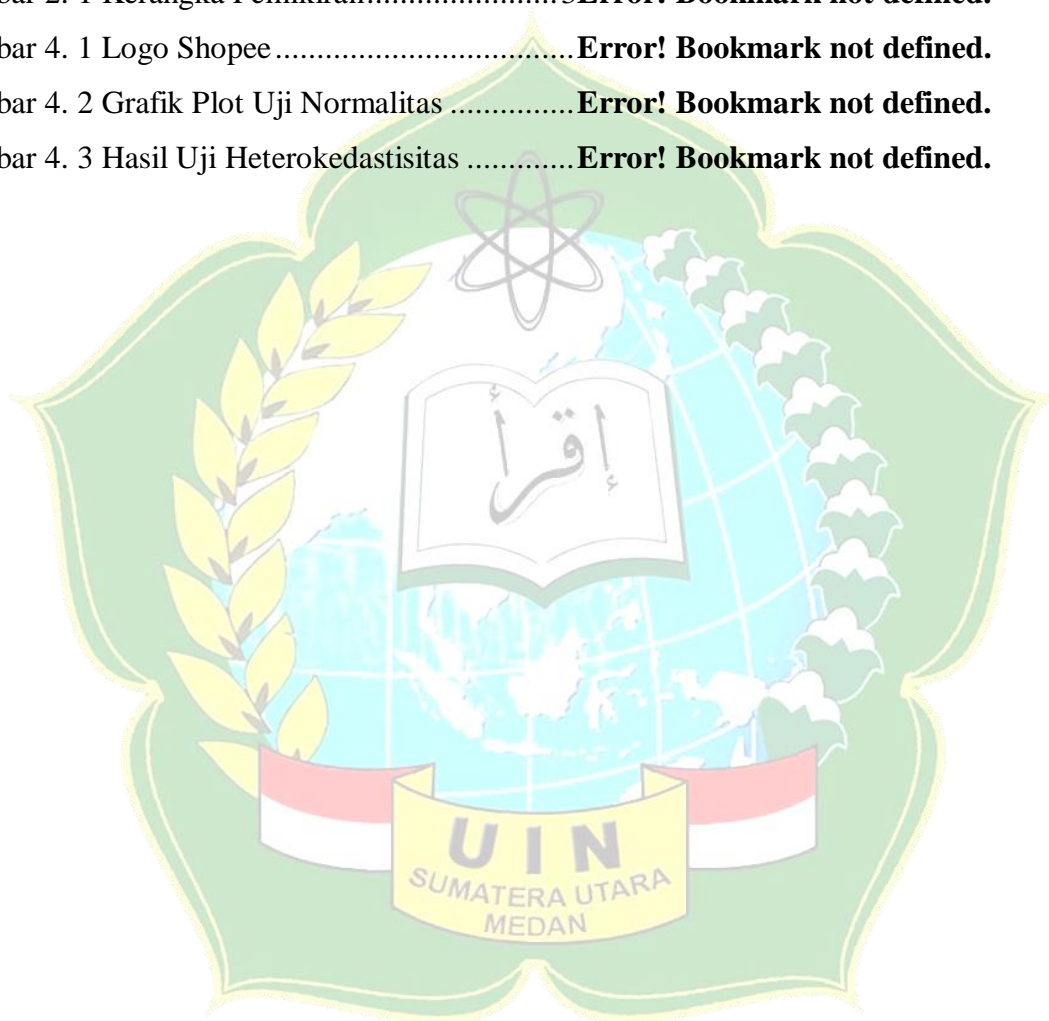 bar 2. 1 Kerangka Pemikiran............................3Error! Bookmark not defined.
bar 4. 1 Logo Shopee....................................Error! Bookmark not defined.
bar 4. 2 Grafik Plot Uji Normalitas ...............Error! Bookmark not defined.
bar 4. 3 Hasil Uji Heterokedastisitas .............Error! Bookmark not defined.
إقرأ
UIN
SUMATERA UTARA
MEDAN